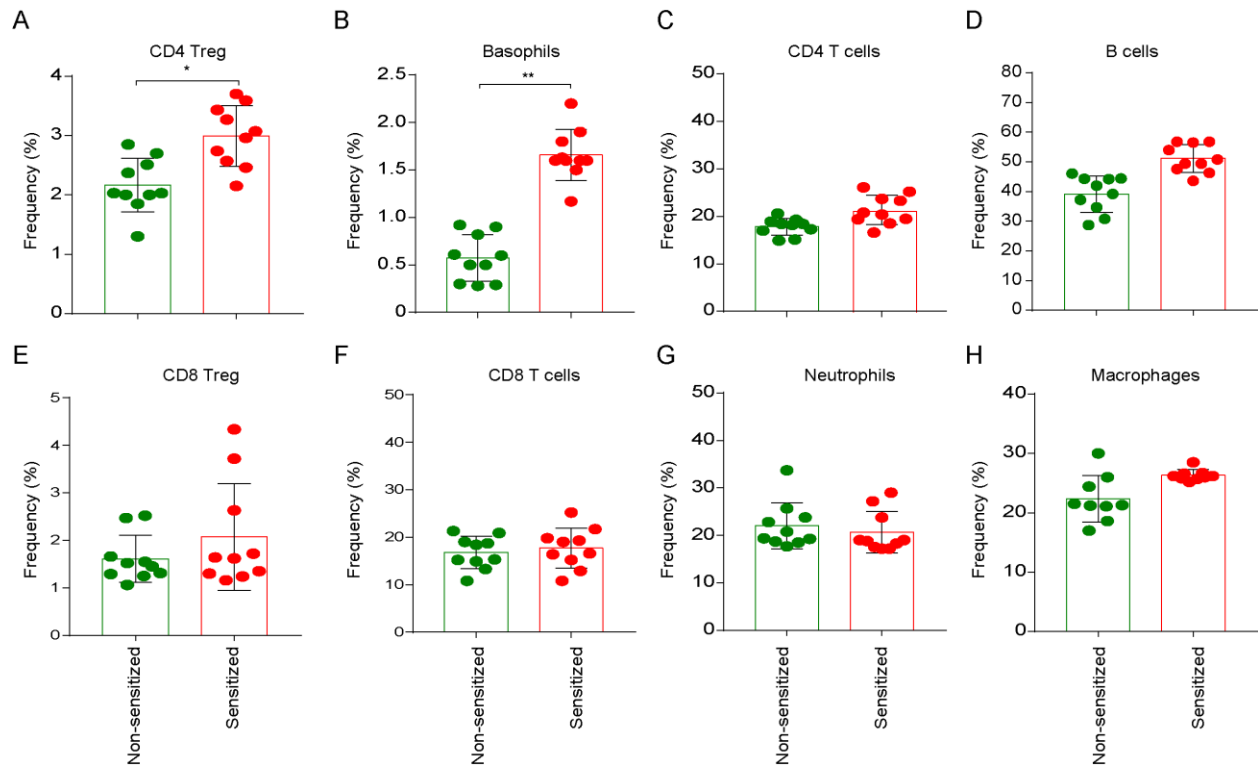 A
CD4 Treg
*
Frequency (%)
4
3
2
1
0
B
Basophils
**
Frequency (%)
2.5
2.0
1.5
1.0
0.5
0
C
CD4 T cells
Frequency (%)
50
40
30
20
10
0
D
B cells
Frequency (%)
80
70
60
50
40
30
20
10
0
E
CD8 Treg
Frequency (%)
5
4
3
2
1
0
Non-sensitized
Sensitized
F
CD8 T cells
Frequency (%)
50
40
30
20
10
0
Non-sensitized
Sensitized
G
Neutrophils
Frequency (%)
50
40
30
20
10
0
Non-sensitized
Sensitized
H
Macrophages
Frequency (%)
40
30
20
10
0
Non-sensitized
Sensitized